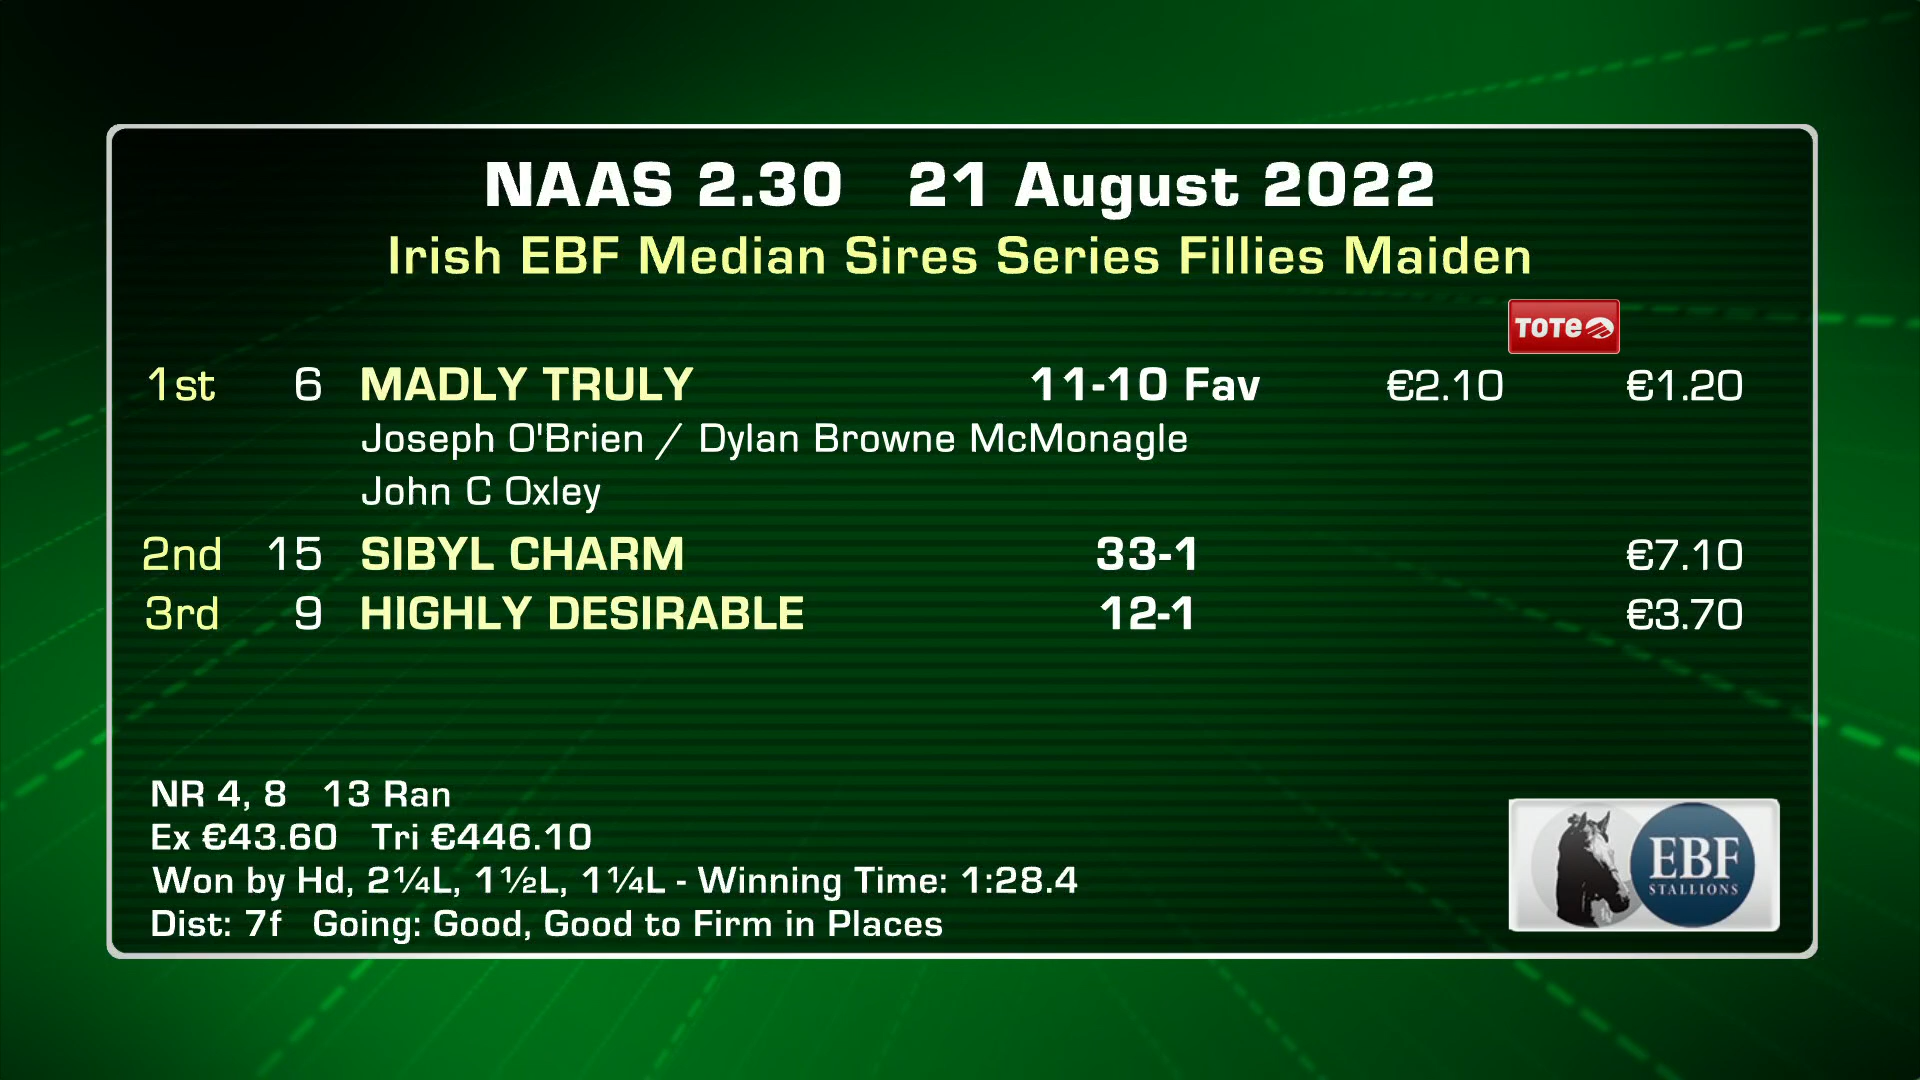 NAAS 2.30 21 August 2022
Irish EBF Median Sires Series Fillies Maiden
TOTE
1st 6 MADLY TRULY 11-10 Fav €2.10 €1.20
Joseph O'Brien / Dylan Browne McMonagle
John C Oxley
2nd 15 SIBYL CHARM 33-1 €7.10
3rd 9 HIGHLY DESIRABLE 12-1 €3.70
NR 4, 8 13 Ran
Ex €43.60 Tri €446.10
Won by Hd, 2¼L, 1½L, 1¼L - Winning Time: 1:28.4
Dist: 7f Going: Good, Good to Firm in Places
EBF
STALLIONS